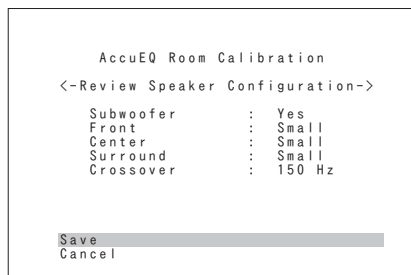 AccuEQ Room Calibration
<-Review Speaker Configuration->
Subwoofer : Yes
Front : Small
Center : Small
Surround : Small
Crossover : 150 Hz
Save
Cancel